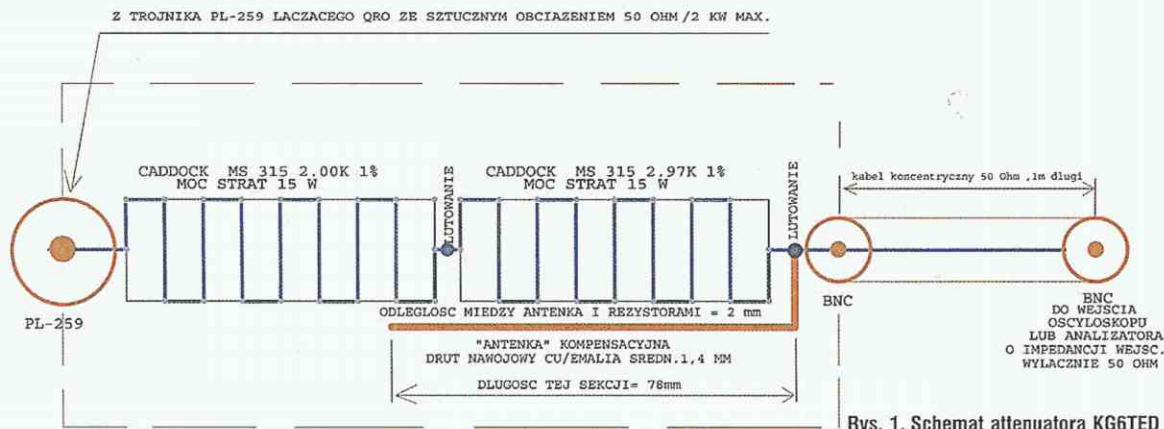 Z TROJNIKA PL-259 LACZACEGO QRO ZE SZTUCZNYM OBCIAZENIEM 50 OHM/2 KW MAX.
CADDOCK MS 315 2.00K 1%
MOC STRAT 15 W
LUTOWANIE
CADDOCK MS 315 2.97K 1%
MOC STRAT 15 W
LUTOWANIE
kabel koncentryczny 50 Ohm ,1m dlugi
PL-259
ODLEGLOSC MIEDZY ANTENKA I REZYSTORAMI = 2 mm
"ANTENKA" KOMPENSACYJNA
DRUT NAWOJOWY CU/EMALIA SREDN.1,4 MM
DLUGOSC TEJ SEKCJI= 78mm
BNC
BNC
DO WEJSCIA
OSCYLOSKOPU
LUB ANALIZATORA
O IMPEDANCJI WEJSC.
WYLACZNIE 50 OHM
Rys. 1. Schemat attenuatora KG6TED